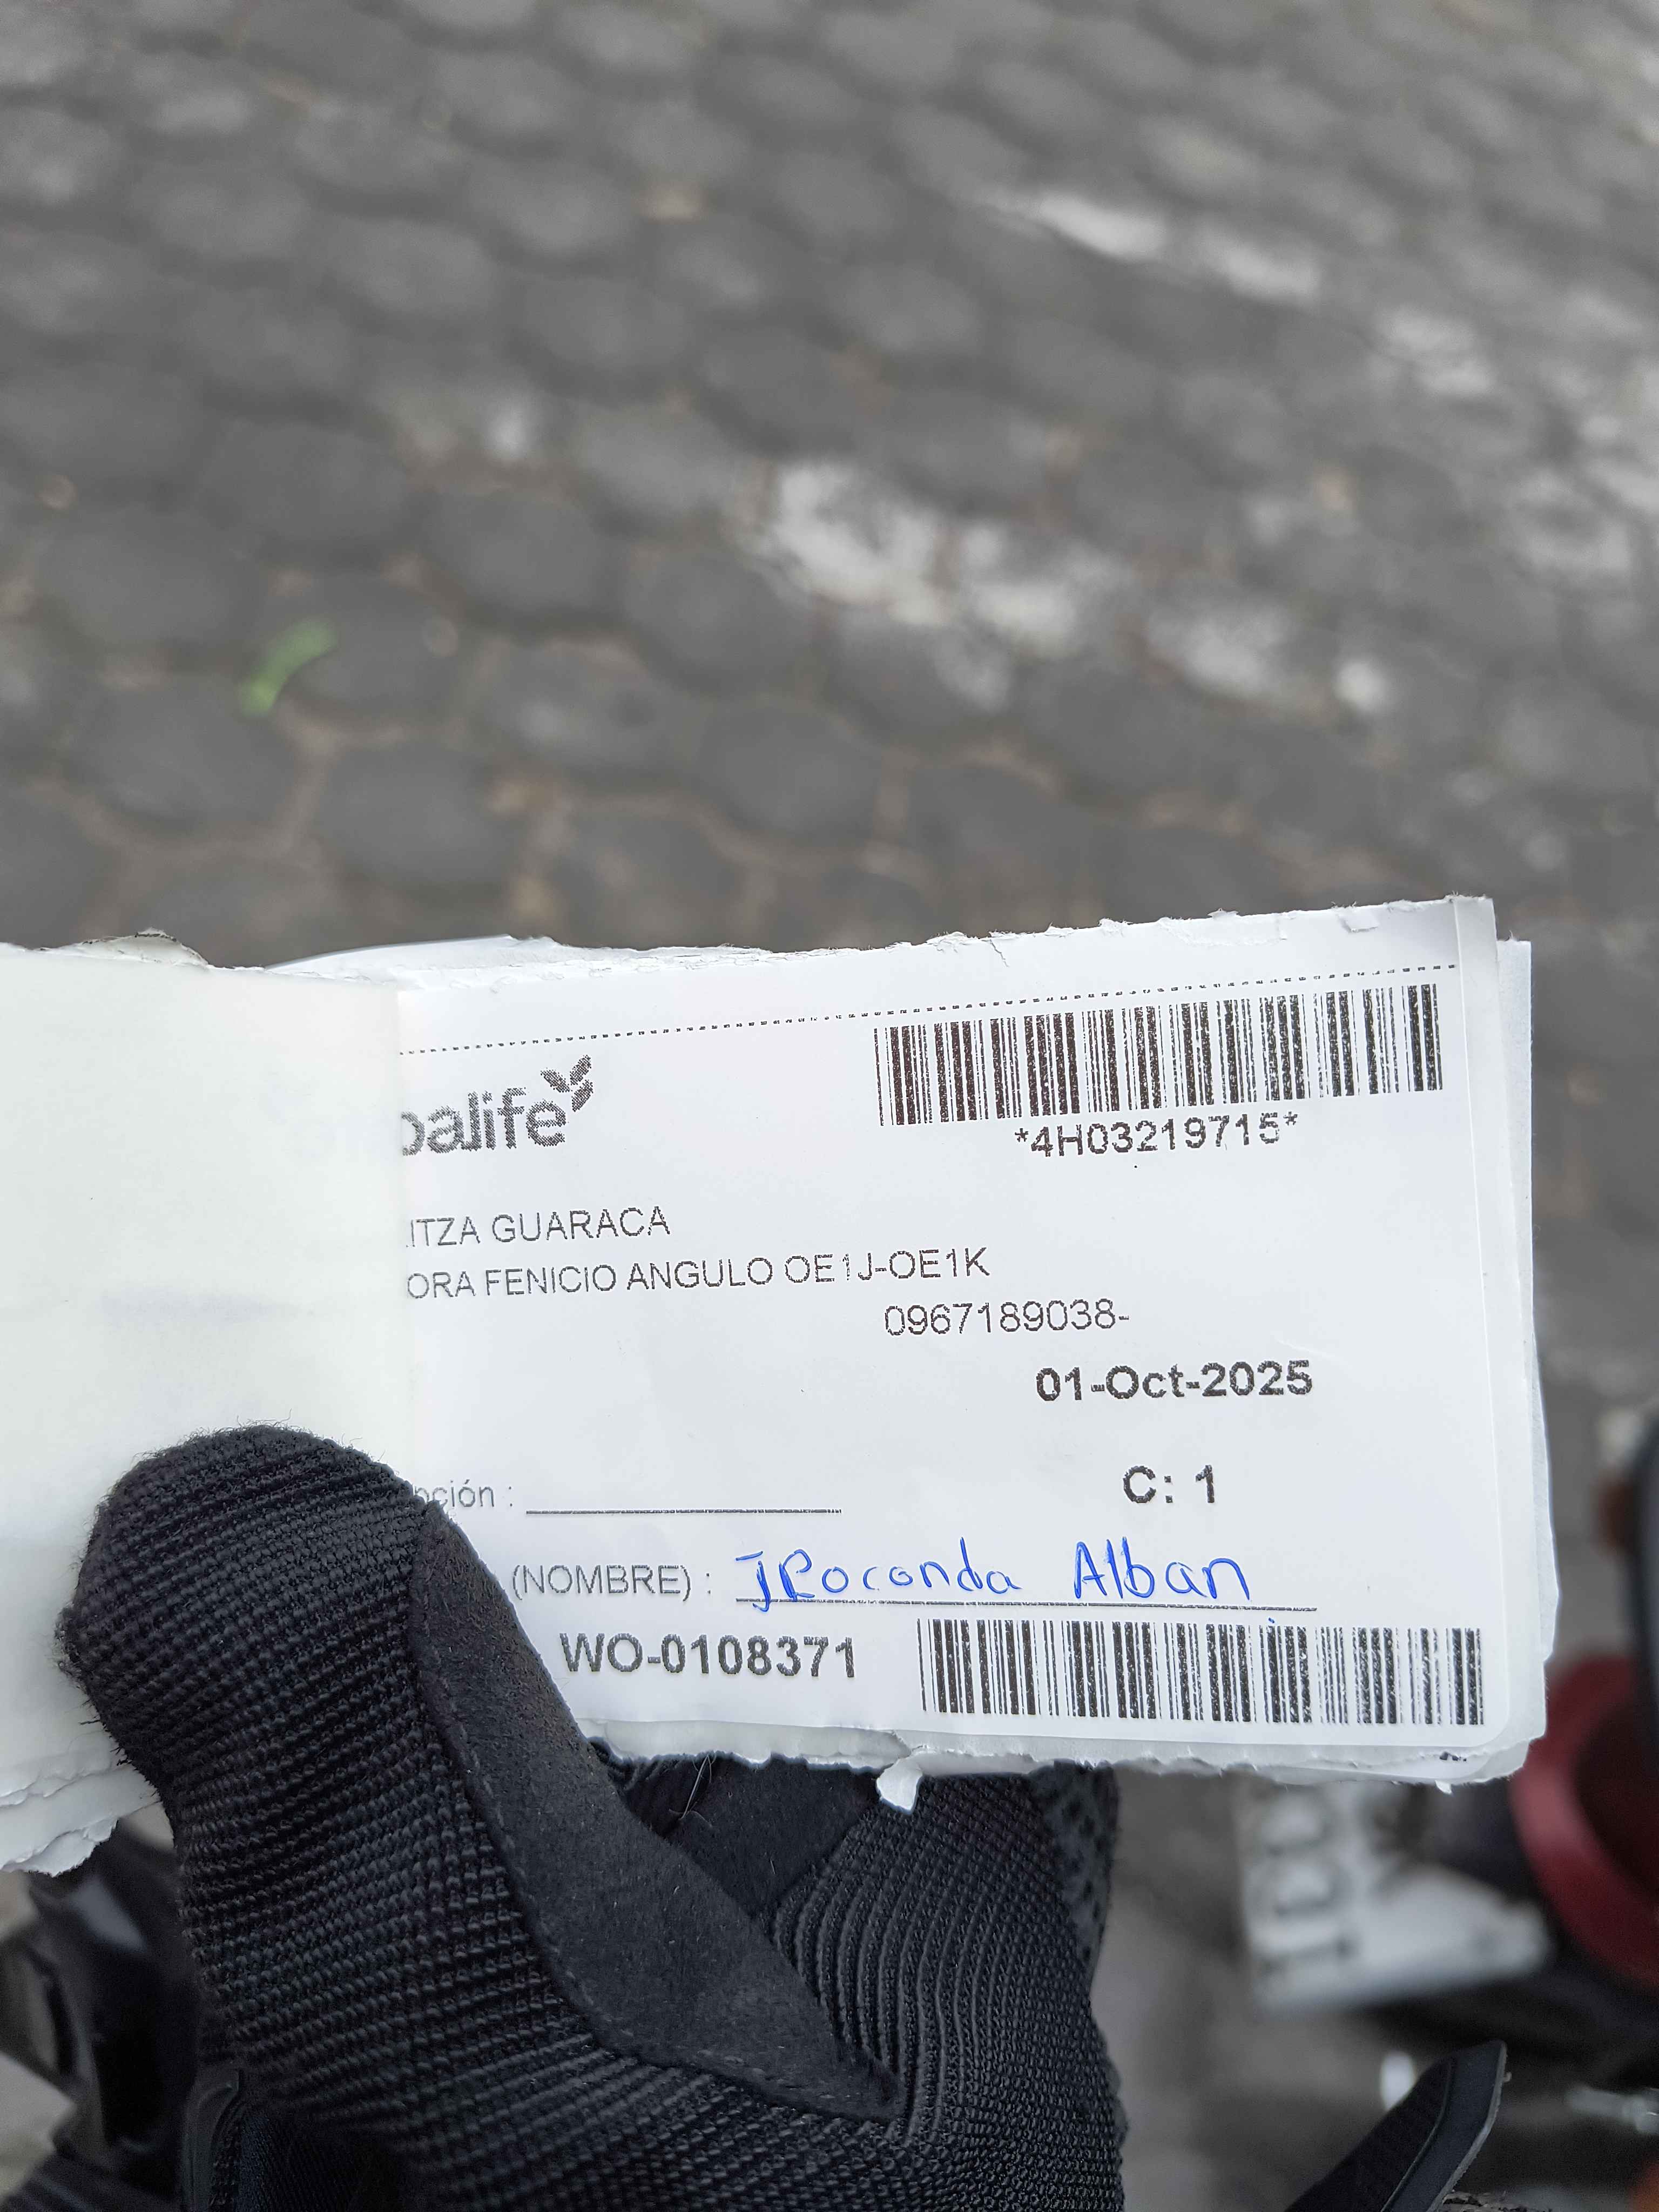 balife
*4H03219715*
ITZA GUARACA
ORA FENICIO ANGULO OE1J-OE1K
0967189038-
01-Oct-2025
pción :
C: 1
(NOMBRE) : JRoconda Alban
WO-0108371